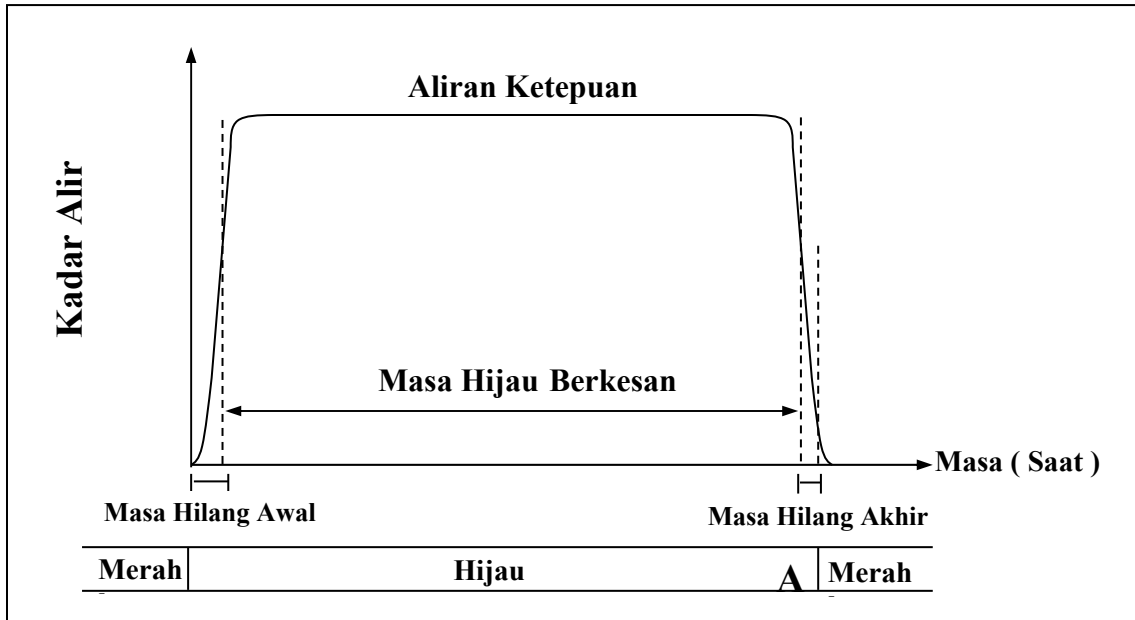 Aliran Ketepuan
Kadar Alir
Masa Hijau Berkesan
Masa ( Saat )
Masa Hilang Awal
Masa Hilang Akhir
Merah
Hijau
A
Merah